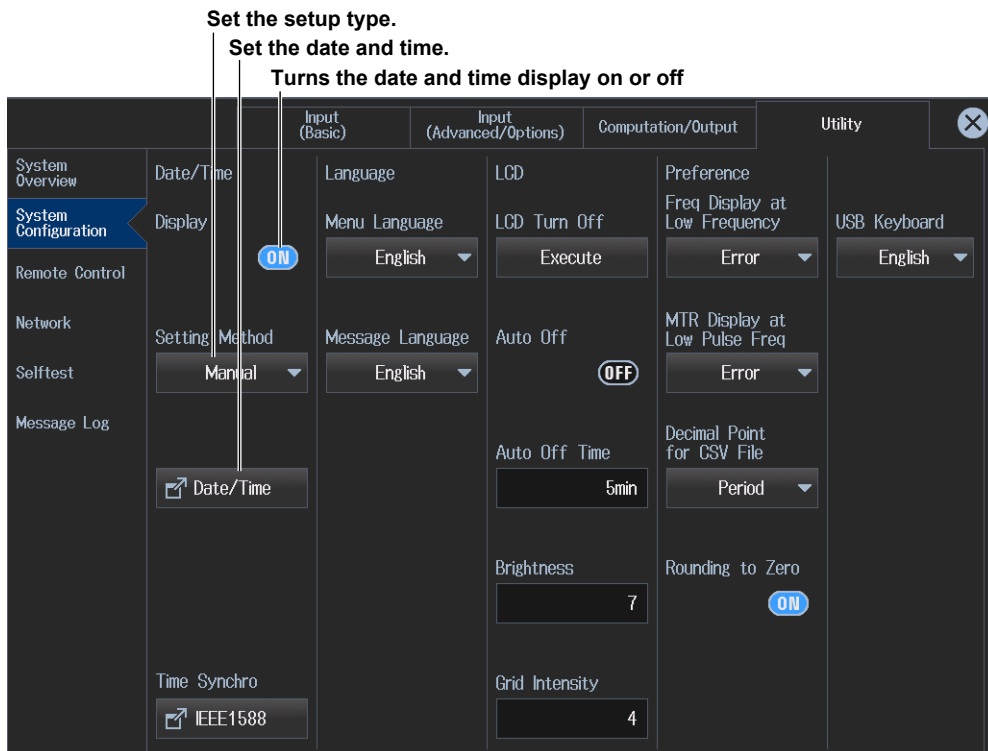 Set the setup type.
Set the date and time.
Turns the date and time display on or off
Input
(Basic)
Input
(Advanced/Options)
Computation/Output
Utility
System
Overview
System
Configuration
Remote Control
Network
Selftest
Message Log
Date/Time
Display
ON
Setting Method
Manual
Date/Time
Time Synchro
IEEE1588
Language
Menu Language
English
Message Language
English
LCD
LCD Turn Off
Execute
Auto Off
OFF
Auto Off Time
5min
Brightness
7
Grid Intensity
4
Preference
Freq Display at
Low Frequency
Error
MTR Display at
Low Pulse Freq
Error
Decimal Point
for CSV File
Period
Rounding to Zero
ON
USB Keyboard
English